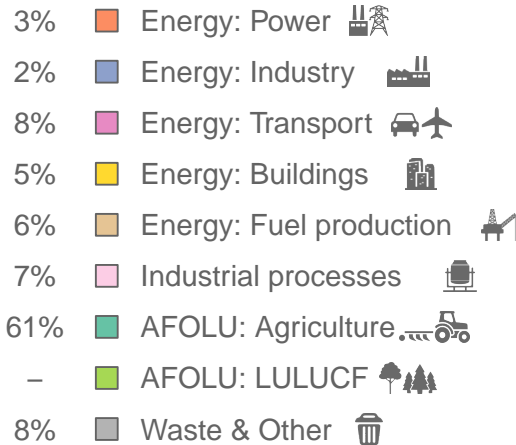 3% Energy: Power
2% Energy: Industry
8% Energy: Transport
5% Energy: Buildings
6% Energy: Fuel production
7% Industrial processes
61% AFOLU: Agriculture
– AFOLU: LULUCF
8% Waste & Other